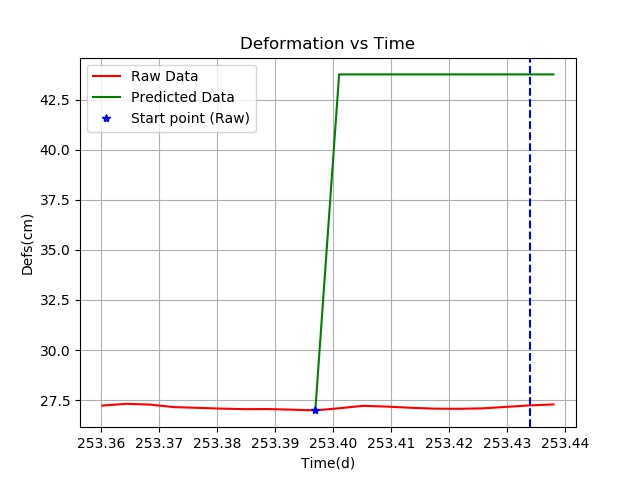 Deformation vs Time
Raw Data
Predicted Data
Start point (Raw)
42.5
40.0
37.5
35.0
32.5
30.0
27.5
Defs(cm)
253.36 253.37 253.38 253.39 253.40 253.41 253.42 253.43 253.44
Time(d)